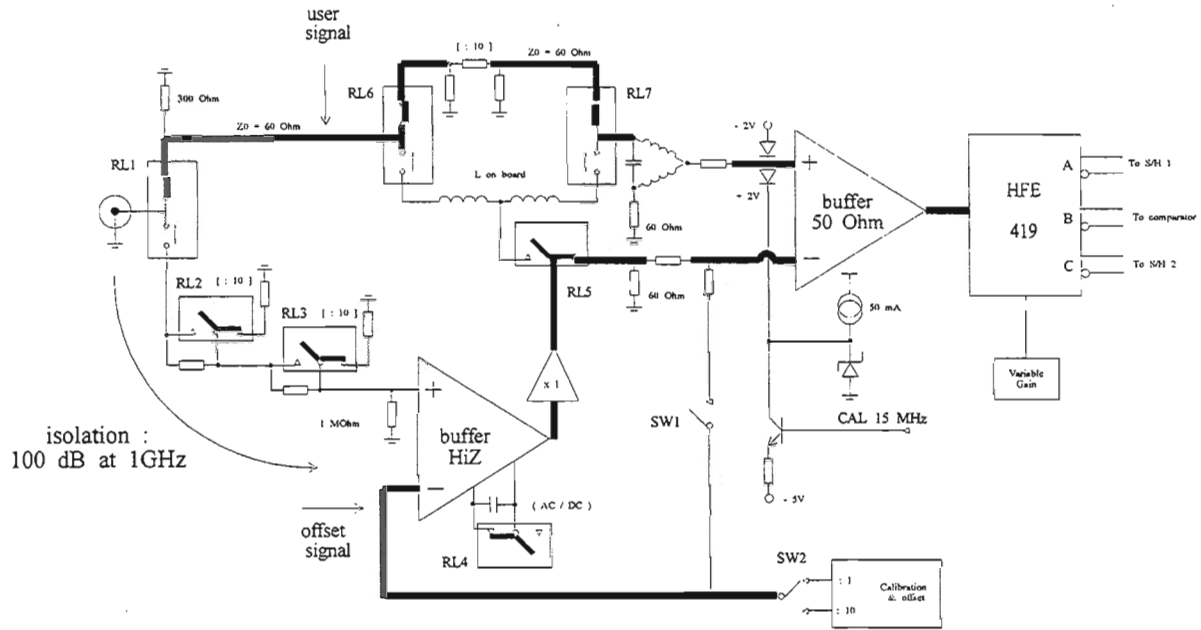 user
signal
[ : 10 ]
Z0 = 60 Ohm
RL6
RL7
300 Ohm
Z0 = 60 Ohm
RL1
- 2V
+ 2V
L on board
60 Ohm
+
buffer
50 Ohm
−
HFE
419
A
B
C
To S/H 1
To comparator
To S/H 2
RL2
[ : 10 ]
RL3
[ : 10 ]
RL5
60 Ohm
50 mA
Variable
Gain
x 1
+
buffer
HiZ
−
1 MOhm
SW1
CAL 15 MHz
- 5V
isolation :
100 dB at 1GHz
( AC / DC )
offset
signal
RL4
SW2
: 1
: 10
Calibration
& offset